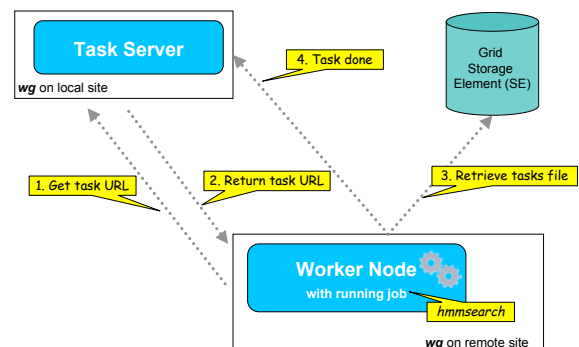 Task Server
wg on local site
4. Task done
Grid
Storage
Element (SE)
1. Get task URL
2. Return task URL
3. Retrieve tasks file
Worker Node
with running job
hmmsearch
wg on remote site